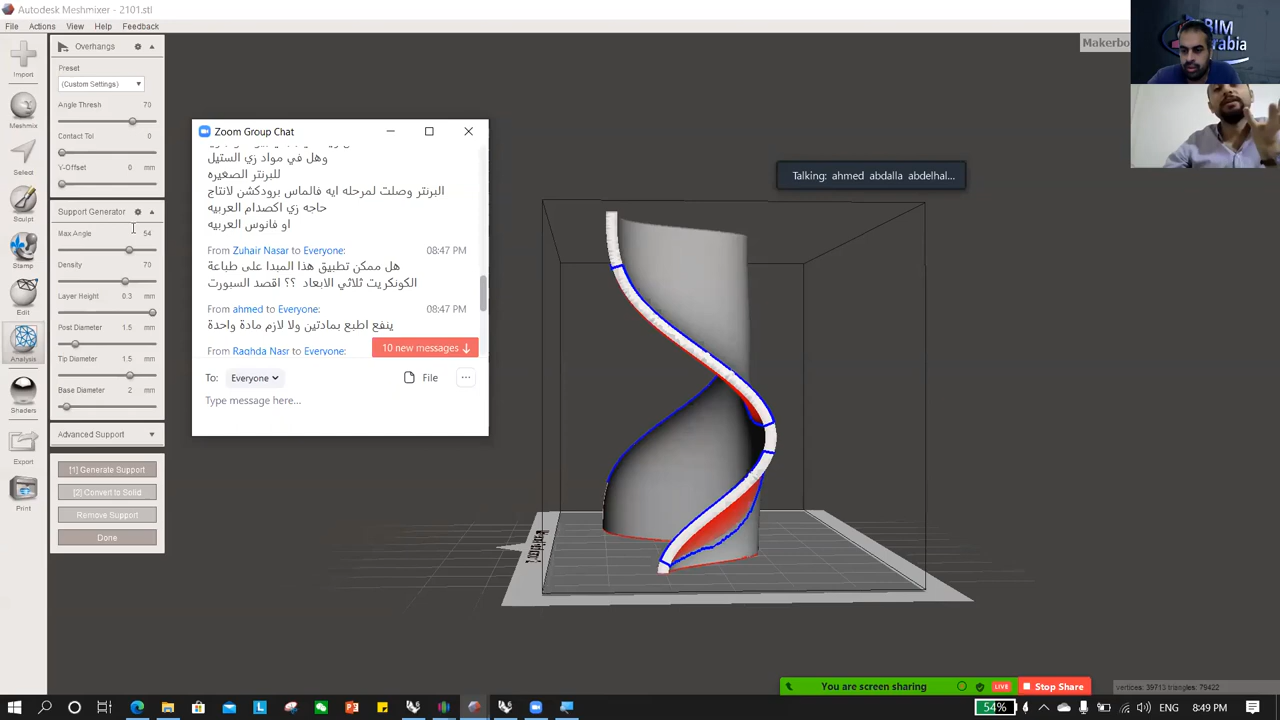 Autodesk Meshmixer - 2101.stl
File Actions View Help Feedback
Import
Meshmix
Select
Sculpt
Stamp
Edit
Analysis
Shaders
Export
Print
Overhangs
Preset
(Custom Settings)
Angle Thresh 70
Contact Tol 0
Y-Offset 0 mm
Support Generator
Max Angle 54
Density 70
Layer Height 0.3 mm
Post Diameter 1.5 mm
Tip Diameter 1.5 mm
Base Diameter 2 mm
Advanced Support
[1] Generate Support
[2] Convert to Solid
Remove Support
Done
Zoom Group Chat
وهل في مواد زي الستيل
للبرنتر الصغيره
البرنتر وصلت لمرحله ايه فالماس برودكشن لانتاج
حاجه زي اكصدام العربيه
او فانوس العربيه
From Zuhair Nasar to Everyone: 08:47 PM
هل ممكن تطبيق هذا المبدا على طباعة
الكونكريت ثلاثي الابعاد ؟؟ اقصد السبورت
From ahmed to Everyone: 08:47 PM
ينفع اطبع بمادتين ولا لازم مادة واحدة
From Raghda Nasr to Everyone:
10 new messages
To: Everyone File
Type message here...
Talking: ahmed abdalla abdelhal...
Makerbo
BIM
rabia
You are screen sharing LIVE Stop Share
vertices: 39713 triangles: 79422
54% ENG 8:49 PM